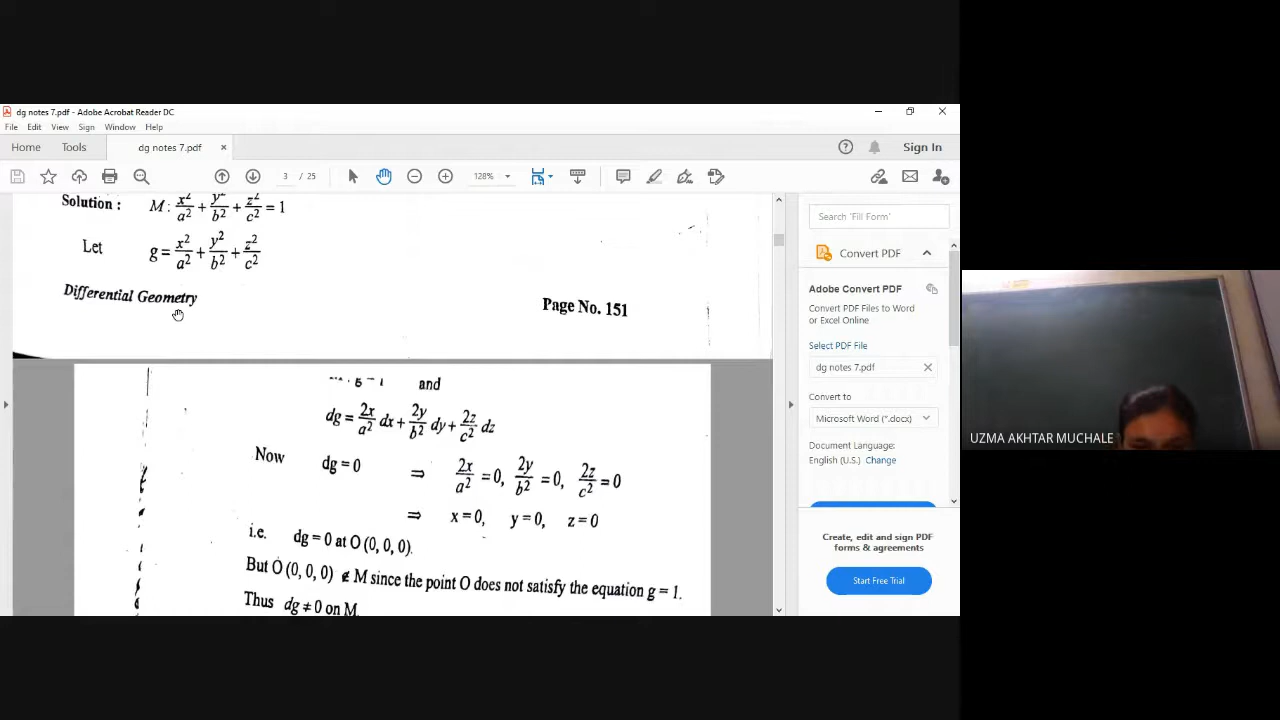 dg notes 7.pdf - Adobe Acrobat Reader DC
File Edit View Sign Window Help
Home Tools dg notes 7.pdf × Sign In
3 / 25 128%
Solution : M : x²/a² + y²/b² + z²/c² = 1
Let g = x²/a² + y²/b² + z²/c²
Differential Geometry
Page No. 151
and
dg = 2x/a² dx + 2y/b² dy + 2z/c² dz
Now dg = 0 ⇒ 2x/a² = 0, 2y/b² = 0, 2z/c² = 0
⇒ x = 0, y = 0, z = 0
i.e. dg = 0 at O (0, 0, 0).
But O (0, 0, 0) ∉ M since the point O does not satisfy the equation g = 1.
Thus dg ≠ 0 on M.
Search 'Fill Form'
Convert PDF
Adobe Convert PDF
Convert PDF Files to Word
or Excel Online
Select PDF File
dg notes 7.pdf ×
Convert to
Microsoft Word (*.docx)
Document Language:
English (U.S.) Change
Create, edit and sign PDF
forms & agreements
Start Free Trial
UZMA AKHTAR MUCHALE